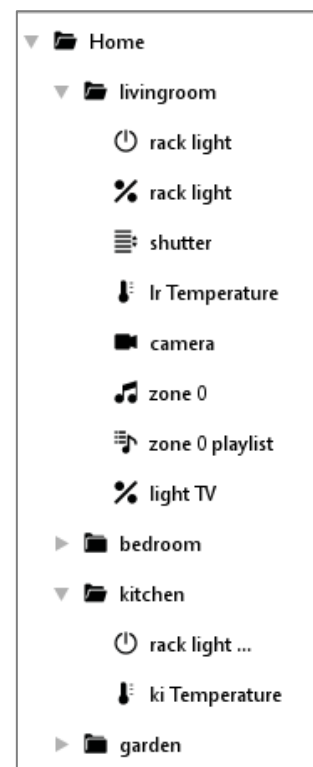 Home
livingroom
rack light
rack light
shutter
lr Temperature
camera
zone 0
zone 0 playlist
light TV
bedroom
kitchen
rack light ...
ki Temperature
garden